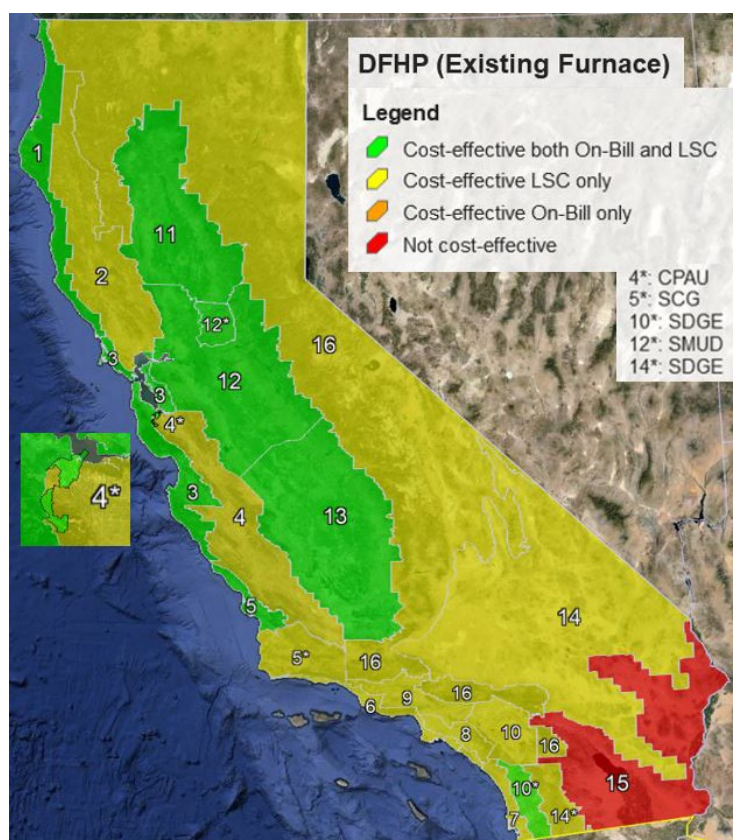 DFHP (Existing Furnace)
Legend
Cost-effective both On-Bill and LSC
Cost-effective LSC only
Cost-effective On-Bill only
Not cost-effective
4*: CPAU
5*: SCG
10*: SDGE
12*: SMUD
14*: SDGE
1
11
2
12*
16
3
12
3
4*
4*
3
4
13
5
14
5*
16
16
9
6
8
10
16
15
10*
14*
7